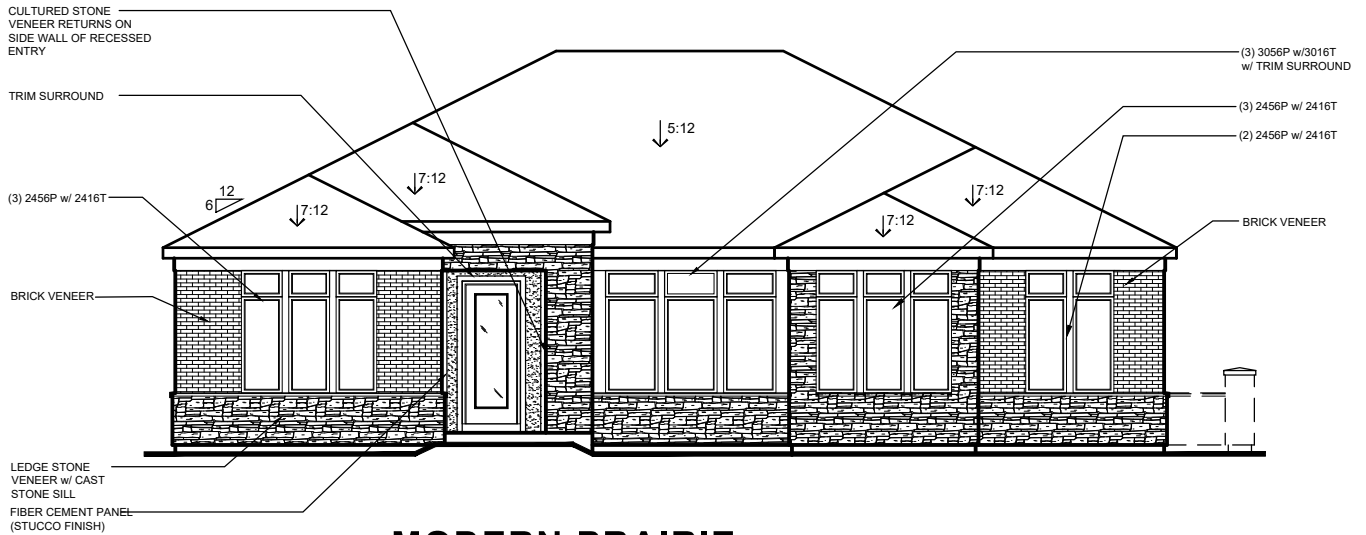 CULTURED STONE
VENEER RETURNS ON
SIDE WALL OF RECESSED
ENTRY
TRIM SURROUND
(3) 2456P w/ 2416T
BRICK VENEER
LEDGE STONE
VENEER w/ CAST
STONE SILL
FIBER CEMENT PANEL
(STUCCO FINISH)
12
6
7:12
7:12
5:12
7:12
7:12
(3) 3056P w/3016T
w/ TRIM SURROUND
(3) 2456P w/ 2416T
(2) 2456P w/ 2416T
BRICK VENEER
MODERN PRAIRIE